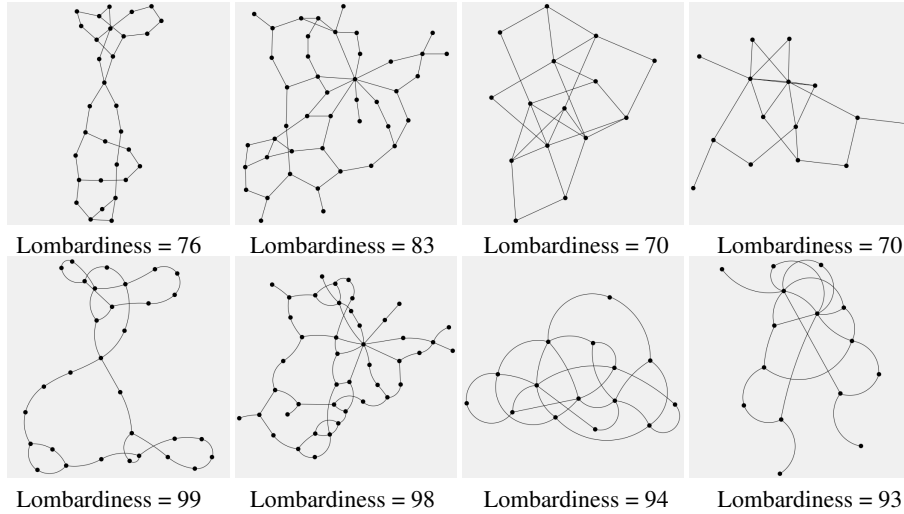 Lombardiness = 76 Lombardiness = 83 Lombardiness = 70 Lombardiness = 70
Lombardiness = 99 Lombardiness = 98 Lombardiness = 94 Lombardiness = 93